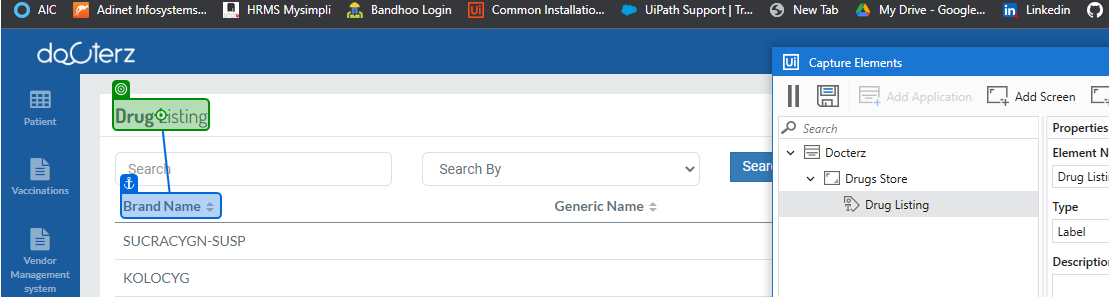 AIC Adinet Infosystems... HRMS Mysimpli Bandhoo Login Common Installatio... UiPath Support | Tr... New Tab My Drive - Google... Linkedin
docterz
Ui Capture Elements
Add Application Add Screen
Patient
Drug Listing
Search
Properties
Docterz
Element N
Search
Search By
Sear
Drugs Store
Drug Listi
Vaccinations
Brand Name
Generic Name
Drug Listing
Type
Label
SUCRACYGN-SUSP
Vendor
Management
system
Description
KOLOCYG